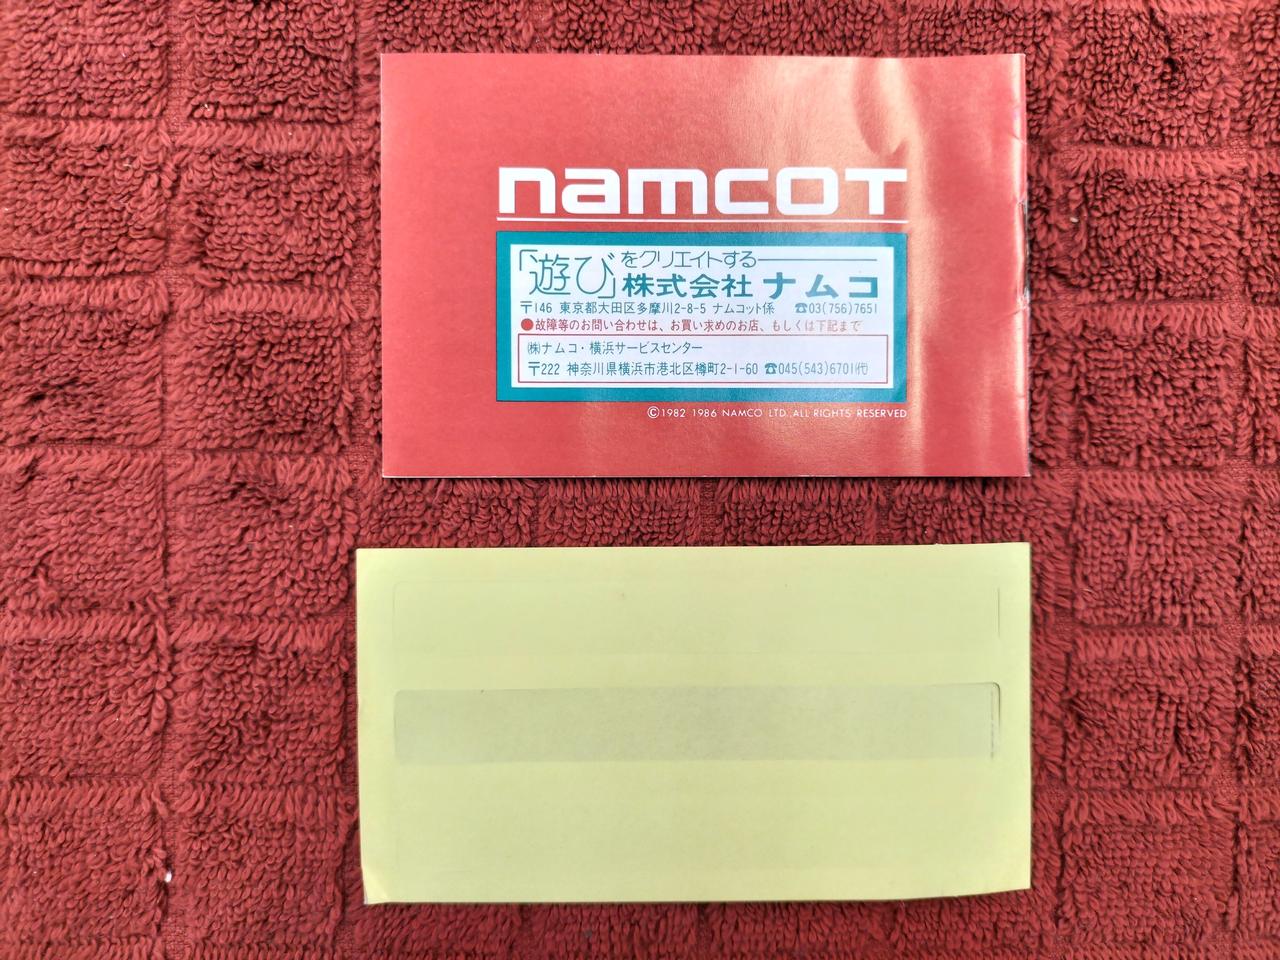 namcot
「遊び」をクリエイトする
株式会社 ナムコ
〒146 東京都大田区多摩川2-8-5 ナムコット係 ☎03(756)7651
●故障等のお問い合わせは、お買い求めのお店、もしくは下記まで
㈱ナムコ・横浜サービスセンター
〒222 神奈川県横浜市港北区樽町2-1-60 ☎045(543)6701㈹
©1982 1986 NAMCO LTD. ALL RIGHTS RESERVED